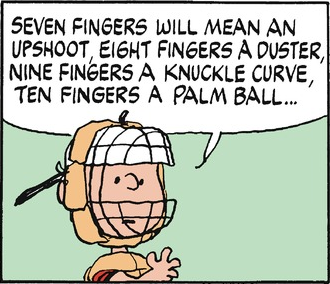 SEVEN FINGERS WILL MEAN AN
UPSHOOT, EIGHT FINGERS A DUSTER,
NINE FINGERS A KNUCKLE CURVE,
TEN FINGERS A PALM BALL...